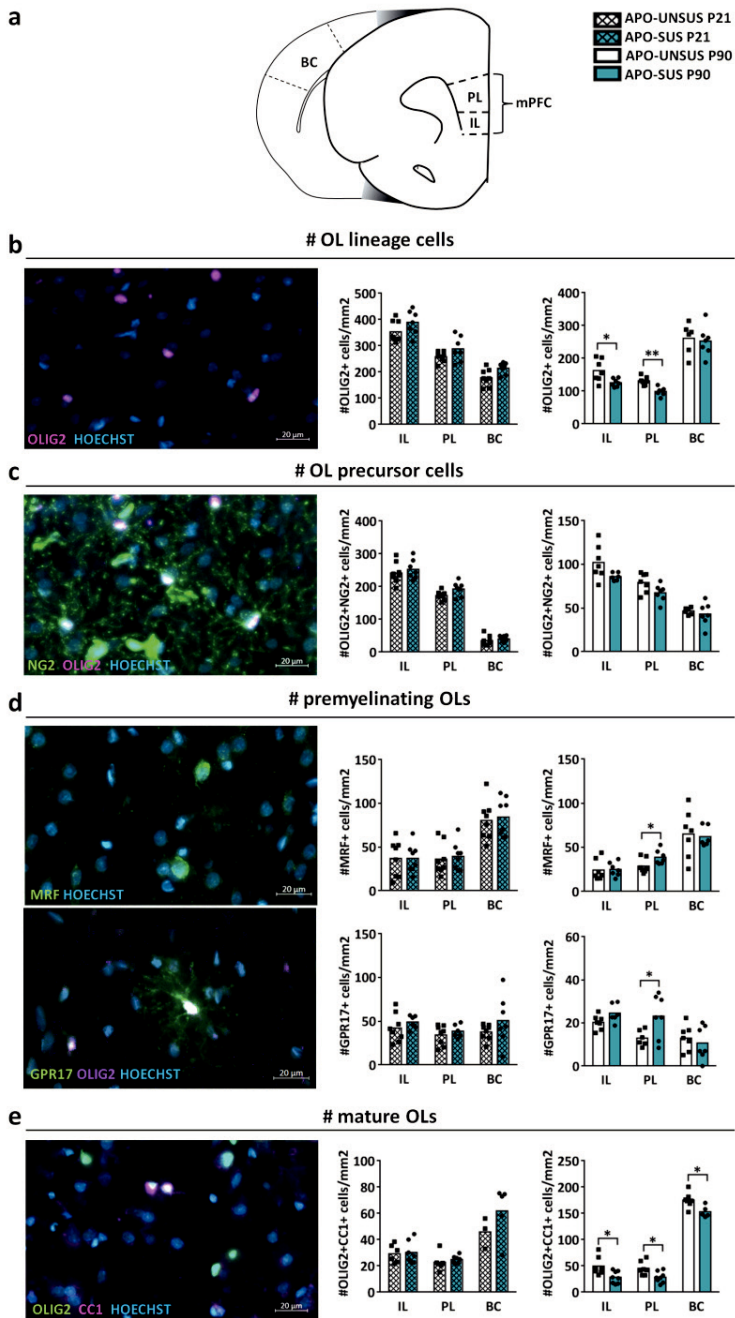 a
BC
PL
IL
mPFC
APO-UNSUS P21
APO-SUS P21
APO-UNSUS P90
APO-SUS P90
b
# OL lineage cells
OLIG2 HOECHST
20 µm
#OLIG2+ cells/mm2
500
400
300
200
100
0
IL PL BC
#OLIG2+ cells/mm2
400
300
200
100
0
*
**
IL PL BC
c
# OL precursor cells
NG2 OLIG2 HOECHST
20 µm
#OLIG2+NG2+ cells/mm2
400
300
200
100
0
IL PL BC
#OLIG2+NG2+ cells/mm2
150
100
50
0
IL PL BC
d
# premyelinating OLs
MRF HOECHST
20 µm
#MRF+ cells/mm2
150
100
50
0
IL PL BC
#MRF+ cells/mm2
150
100
50
0
*
IL PL BC
GPR17 OLIG2 HOECHST
20 µm
#GPR17+ cells/mm2
150
100
50
0
IL PL BC
#GPR17+ cells/mm2
60
40
20
0
*
IL PL BC
e
# mature OLs
OLIG2 CC1 HOECHST
20 µm
#OLIG2+CC1+ cells/mm2
100
80
60
40
20
0
IL PL BC
#OLIG2+CC1+ cells/mm2
250
200
150
100
50
0
*
*
*
IL PL BC